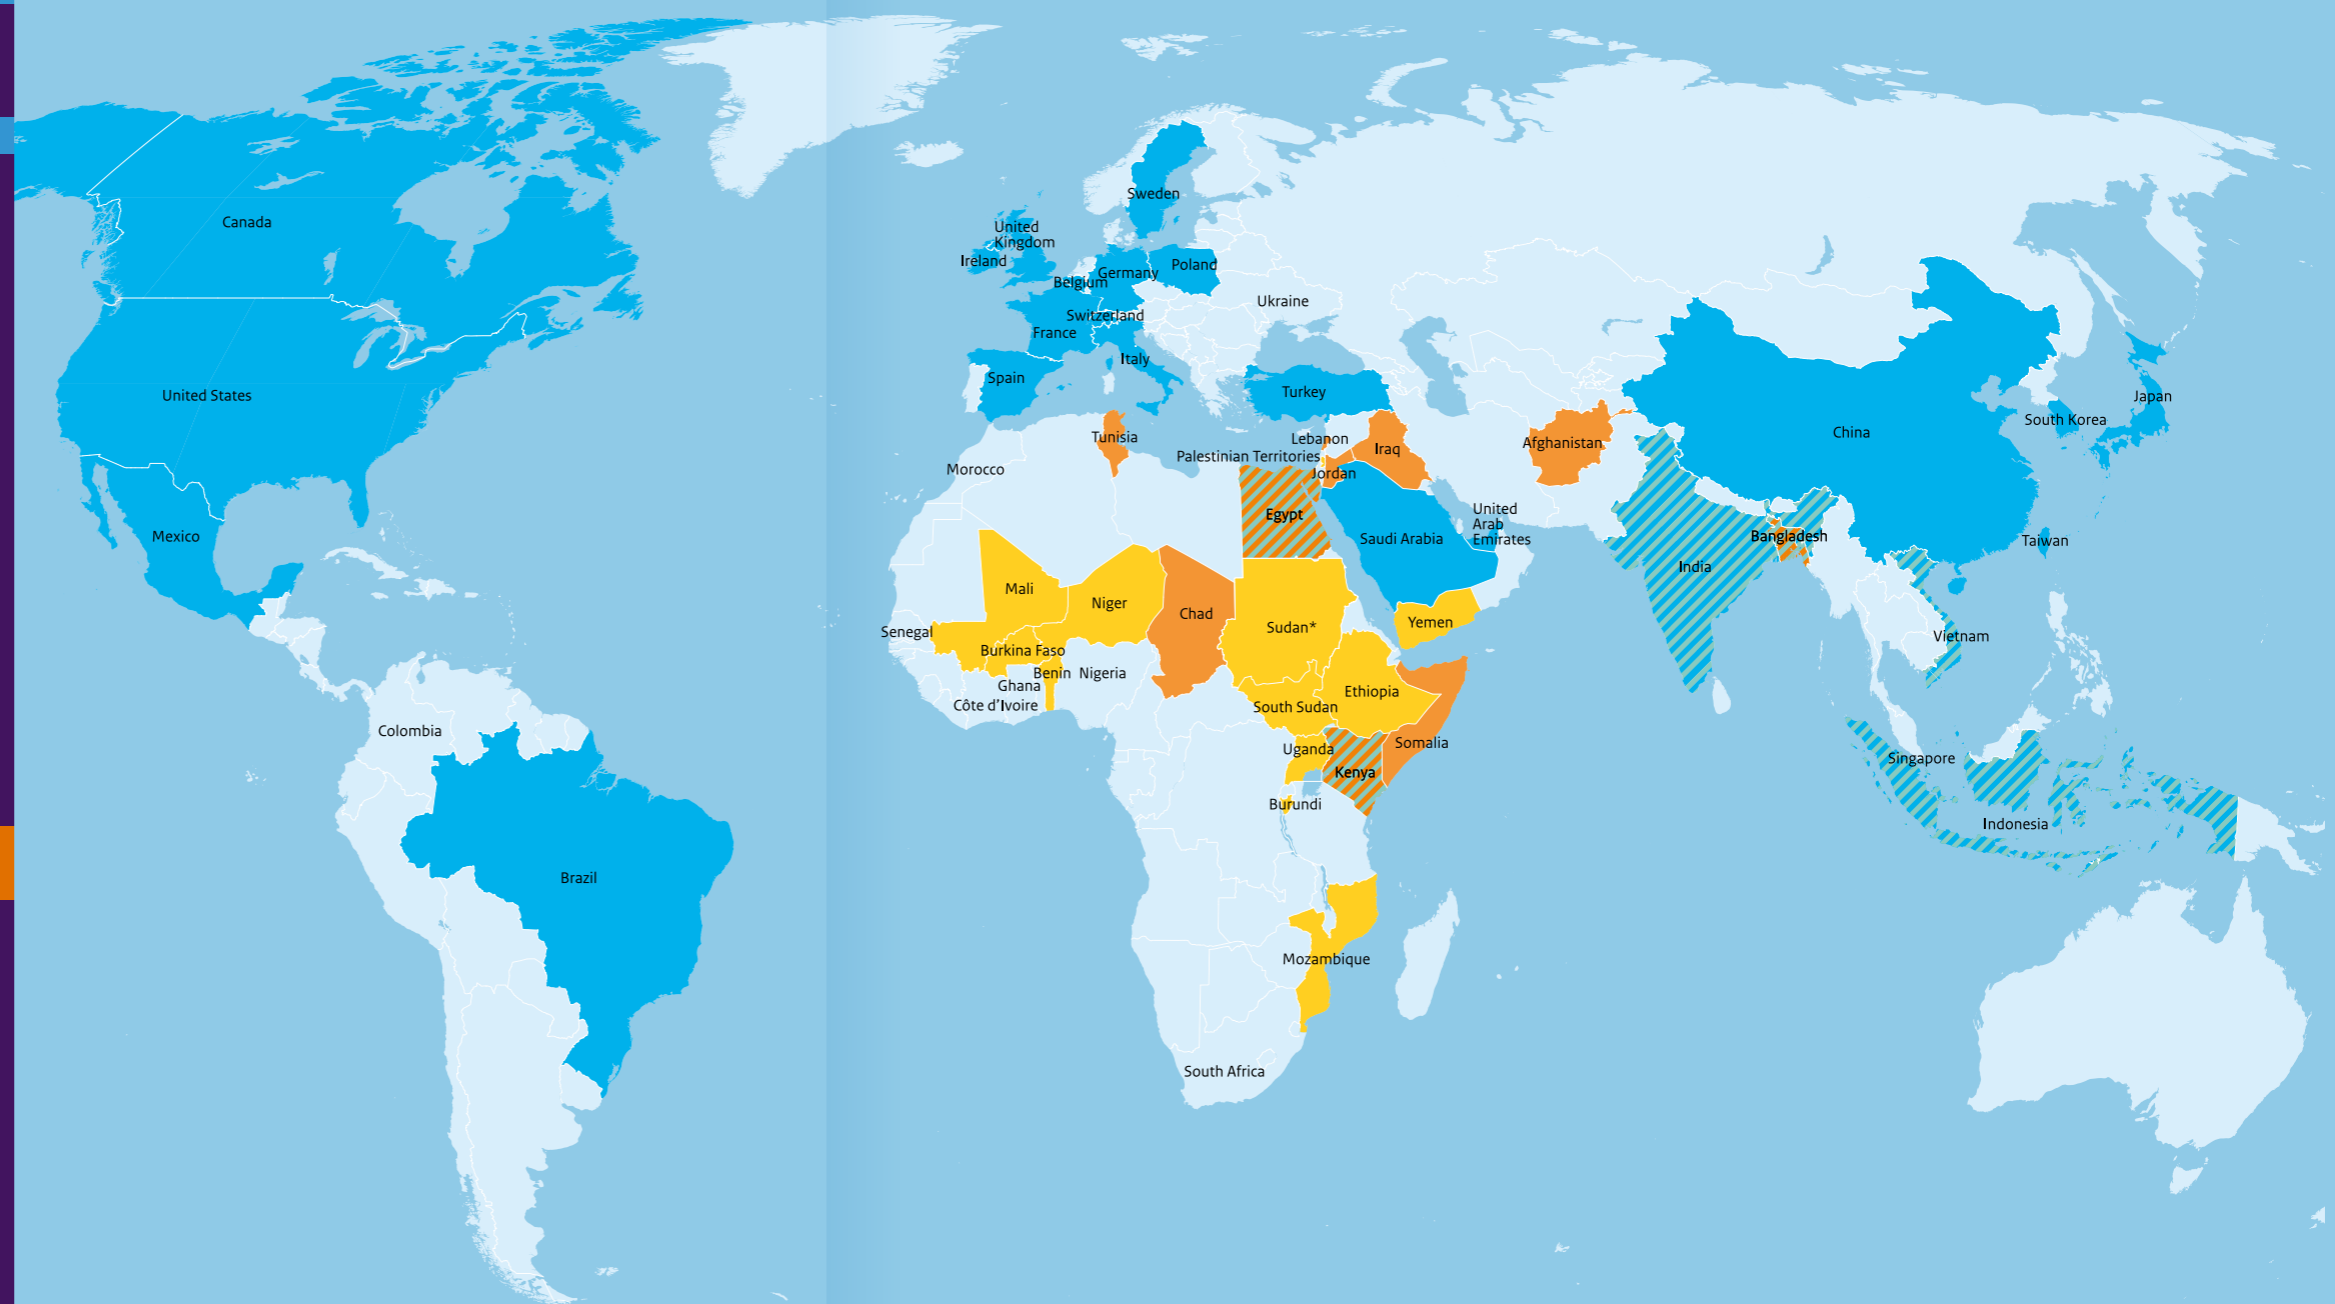 Canada
United States
Mexico
Colombia
Brazil
Sweden
United
Kingdom
Ireland
Belgium
Germany
Poland
Ukraine
Switzerland
France
Italy
Spain
Turkey
Tunisia
Morocco
Lebanon
Palestinian Territories
Jordan
Iraq
Afghanistan
Egypt
Saudi Arabia
United
Arab
Emirates
China
South Korea
Japan
Taiwan
Bangladesh
India
Vietnam
Singapore
Indonesia
Mali
Niger
Chad
Sudan*
Yemen
Senegal
Burkina Faso
Benin
Nigeria
Ghana
Côte d'Ivoire
Ethiopia
South Sudan
Somalia
Uganda
Kenya
Burundi
Mozambique
South Africa